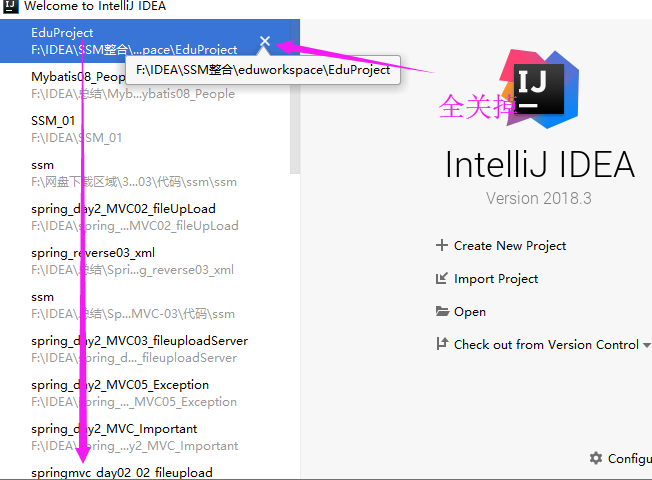 Welcome to IntelliJ IDEA
EduProject
F:\IDEA\SSM整合\...pace\EduProject
F:\IDEA\SSM整合\eduworkspace\EduProject
Mybatis08_Peop
F:\IDEA\总结\Myb...ybatis08_People
SSM_01
F:\IDEA\SSM_01
ssm
F:\网盘下载区域\3...03\代码\ssm\ssm
spring_day2_MVC02_fileUpLoad
F:\IDEA\spring_...MVC02_fileUpLoad
spring_reverse03_xml
F:\IDEA\总结\Spri...g_reverse03_xml
ssm
F:\IDEA\总结\Sp...MVC-03\代码\ssm
spring_day2_MVC03_fileuploadServer
F:\IDEA\spring_d..._fileuploadServer
spring_day2_MVC05_Exception
F:\IDEA\spring_..._MVC05_Exception
spring_day2_MVC_Important
F:\IDEA\spring_...y2_MVC_Important
springmvc_day02_02_fileupload
全关掉
IJ
IntelliJ IDEA
Version 2018.3
Create New Project
Import Project
Open
Check out from Version Control
Configu